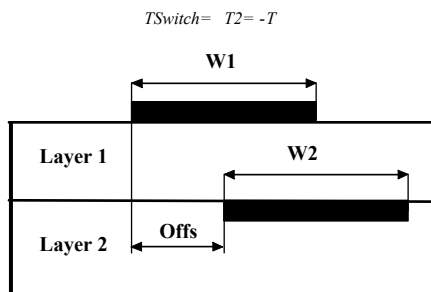 TSwitch= T2= -T
W1
Layer 1
W2
Offs
Layer 2